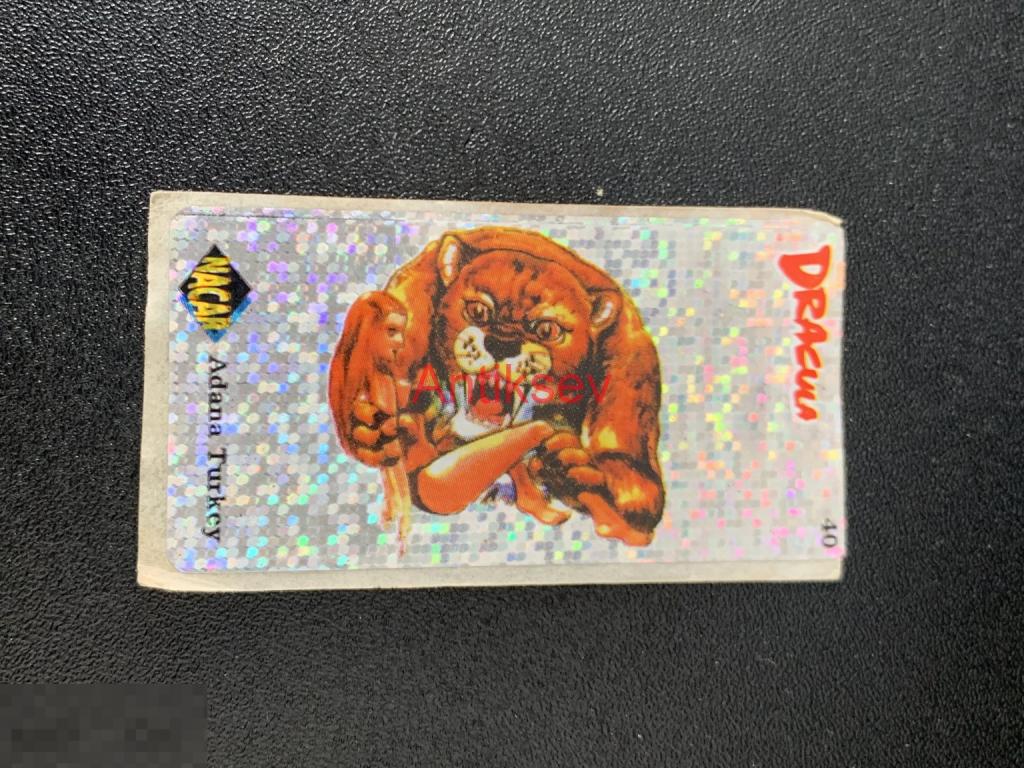 DRAcula
40
NACAR
Adana Turkey
Antiksev